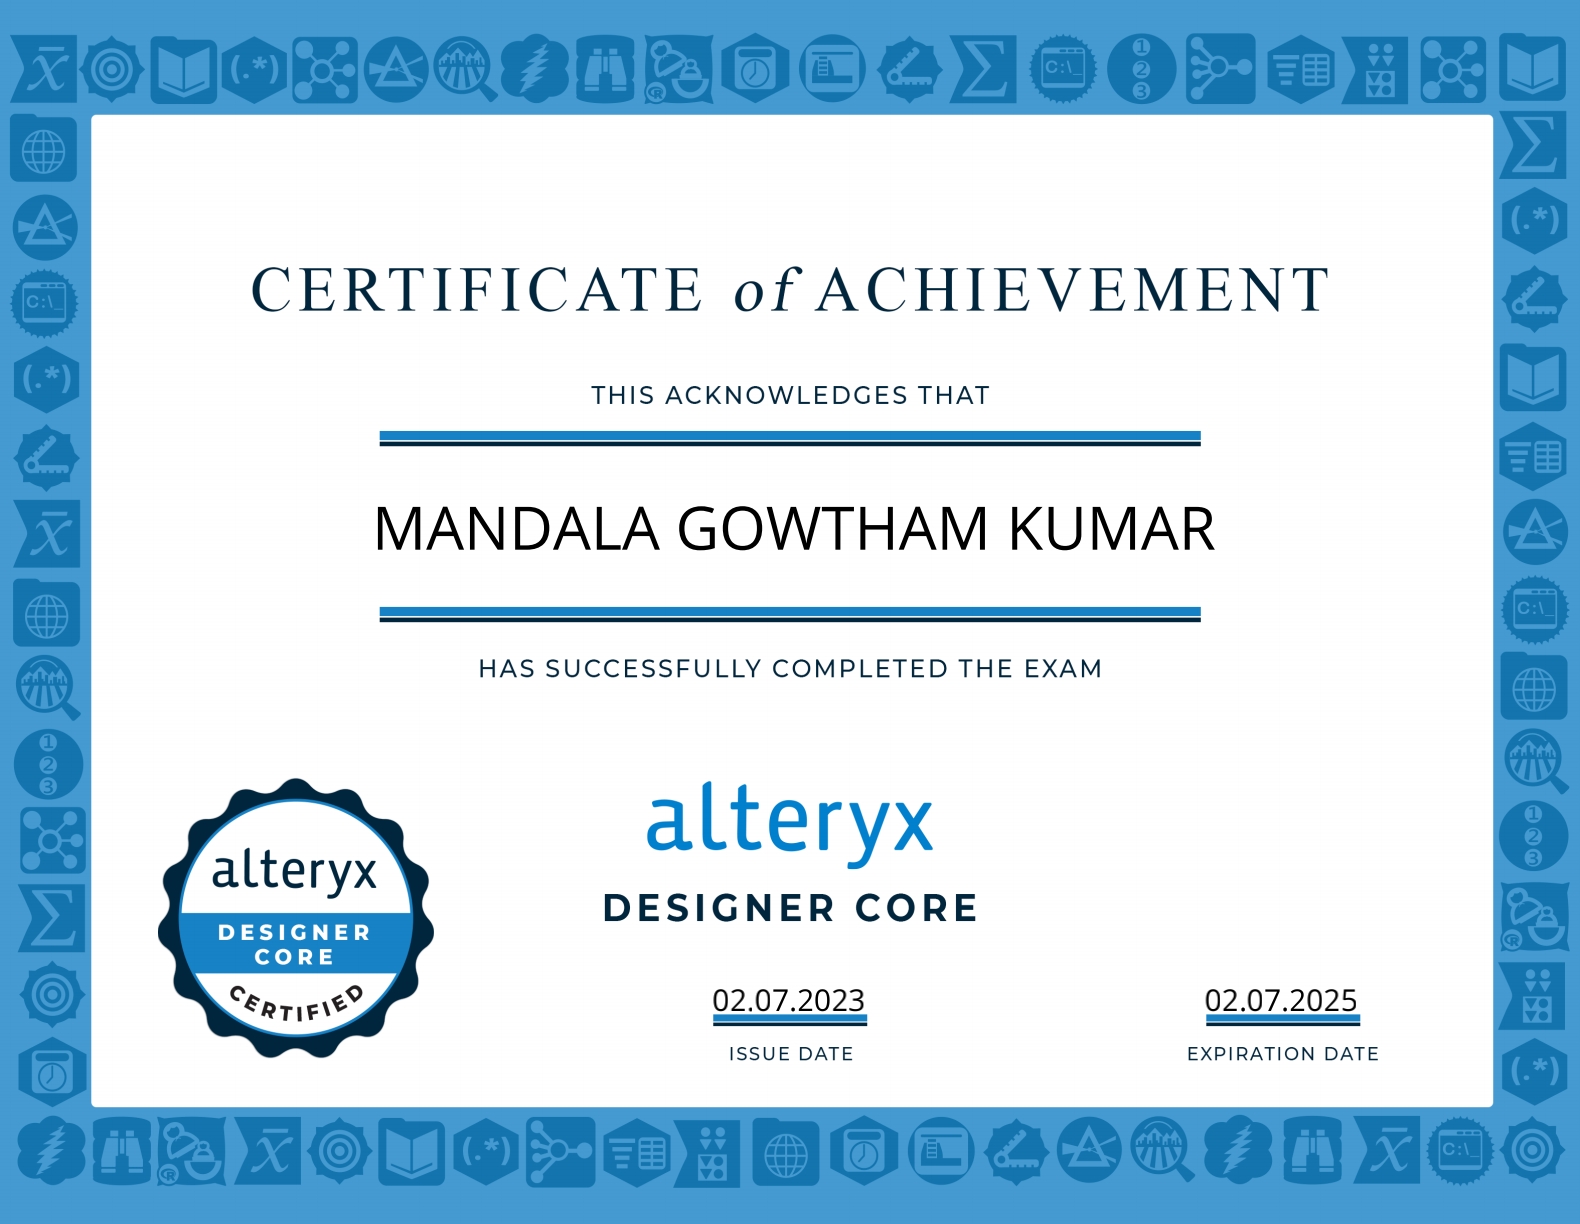 CERTIFICATE of ACHIEVEMENT
THIS ACKNOWLEDGES THAT
MANDALA GOWTHAM KUMAR
HAS SUCCESSFULLY COMPLETED THE EXAM
alteryx
DESIGNER CORE
alteryx
DESIGNER
CORE
CERTIFIED
02.07.2023
ISSUE DATE
02.07.2025
EXPIRATION DATE